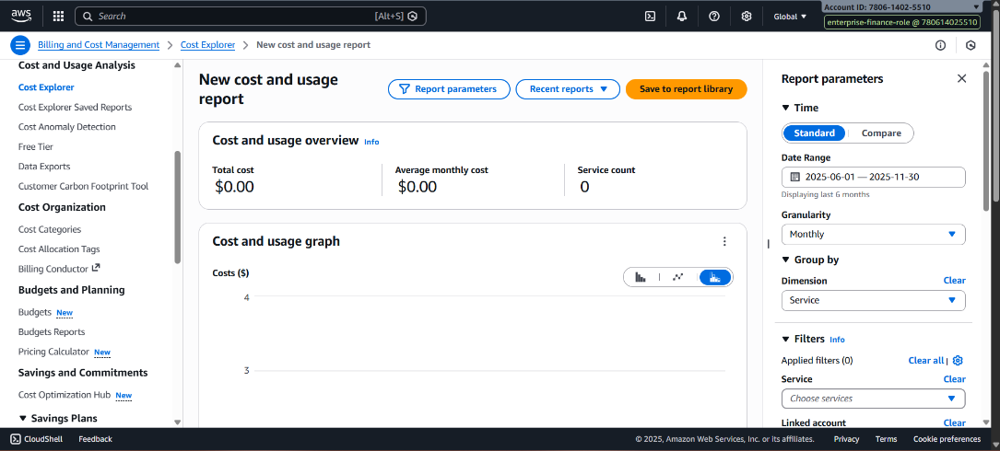 aws
Search
[Alt+S]
Global
Account ID: 7806-1402-5510
enterprise-finance-role @ 780614025510
Billing and Cost Management
Cost Explorer
New cost and usage report
Cost and Usage Analysis
Cost Explorer
Cost Explorer Saved Reports
Cost Anomaly Detection
Free Tier
Data Exports
Customer Carbon Footprint Tool
Cost Organization
Cost Categories
Cost Allocation Tags
Billing Conductor
Budgets and Planning
Budgets New
Budgets Reports
Pricing Calculator New
Savings and Commitments
Cost Optimization Hub New
Savings Plans
New cost and usage
report
Report parameters
Recent reports
Save to report library
Cost and usage overview Info
Total cost
$0.00
Average monthly cost
$0.00
Service count
0
Cost and usage graph
Costs ($)
4
3
Report parameters
Time
Standard
Compare
Date Range
2025-06-01 — 2025-11-30
Displaying last 6 months
Granularity
Monthly
Group by
Dimension
Clear
Service
Filters Info
Applied filters (0)
Clear all
Service
Clear
Choose services
Linked account
Clear
CloudShell
Feedback
© 2025, Amazon Web Services, Inc. or its affiliates.
Privacy
Terms
Cookie preferences